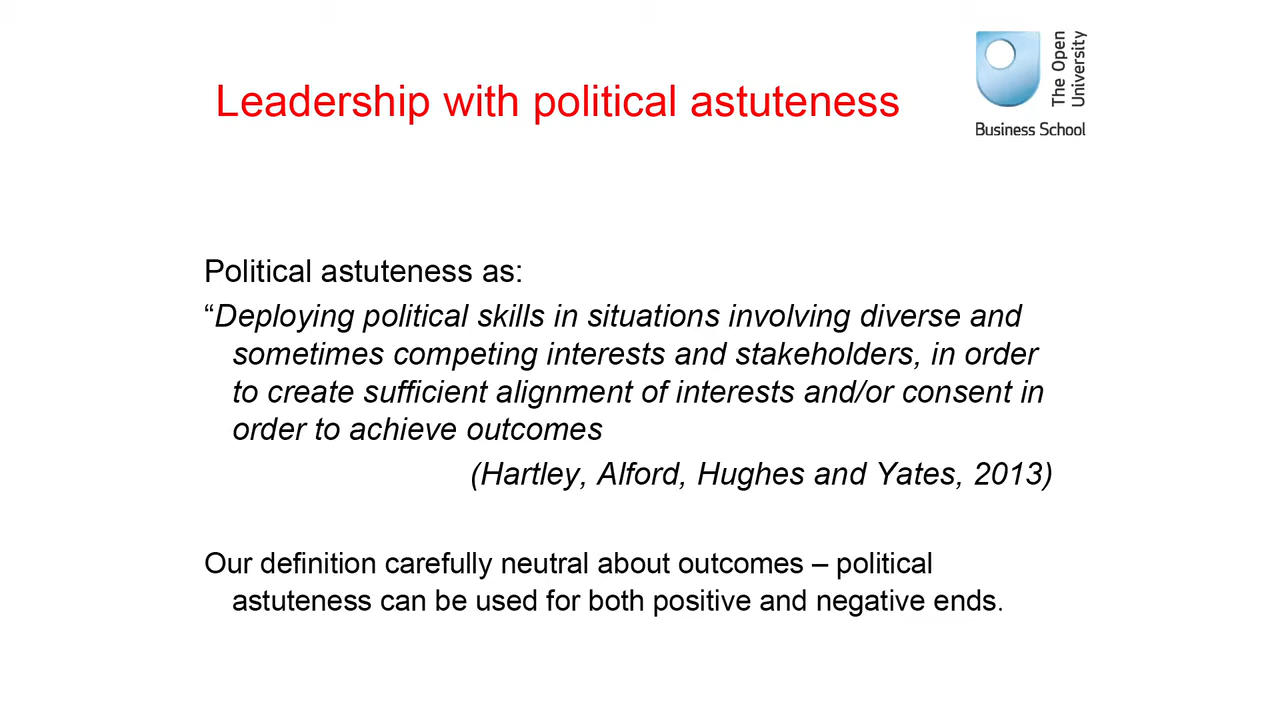 Leadership with political astuteness
The Open
University
Business School
Political astuteness as:
“Deploying political skills in situations involving diverse and
sometimes competing interests and stakeholders, in order
to create sufficient alignment of interests and/or consent in
order to achieve outcomes
(Hartley, Alford, Hughes and Yates, 2013)
Our definition carefully neutral about outcomes – political
astuteness can be used for both positive and negative ends.